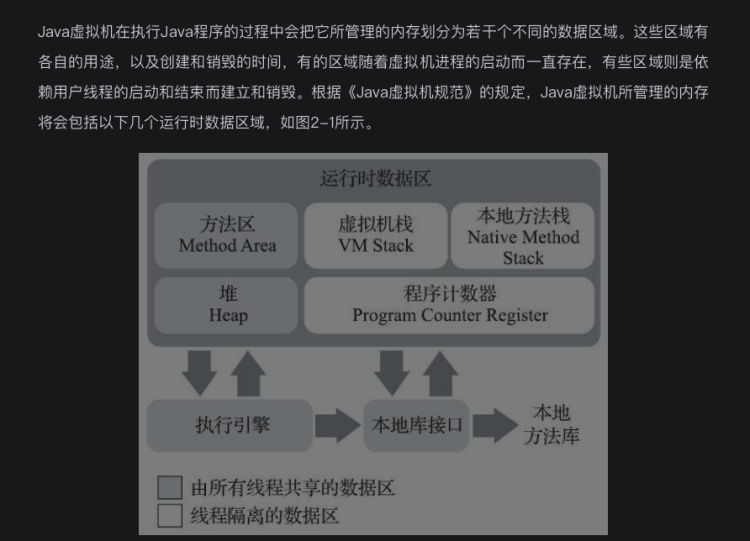 Java虚拟机在执行Java程序的过程中会把它所管理的内存划分为若干个不同的数据区域。这些区域有
各自的用途，以及创建和销毁的时间，有的区域随着虚拟机进程的启动而一直存在，有些区域则是依
赖用户线程的启动和结束而建立和销毁。根据《Java虚拟机规范》的规定，Java虚拟机所管理的内存
将会包括以下几个运行时数据区域，如图2-1所示。
运行时数据区
方法区
Method Area
虚拟机栈
VM Stack
本地方法栈
Native Method
Stack
堆
Heap
程序计数器
Program Counter Register
执行引擎
本地库接口
本地
方法库
由所有线程共享的数据区
线程隔离的数据区